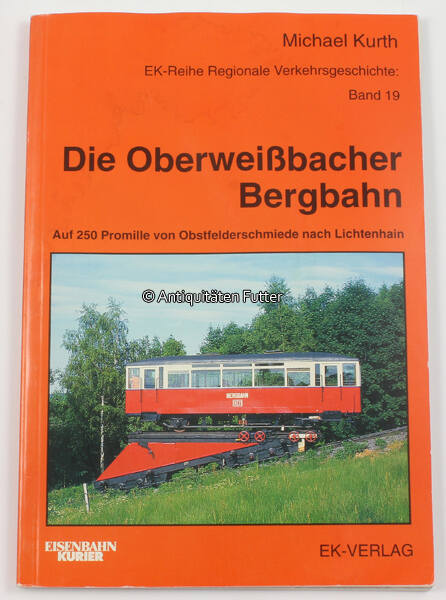 Michael Kurth
EK-Reihe Regionale Verkehrsgeschichte:
Band 19
Die Oberweißbacher
Bergbahn
Auf 250 Promille von Obstfelderschmiede nach Lichtenhain
© Antiquitäten Futter
BERGBAHN
DB
EISENBAHN
KURIER
EK-VERLAG